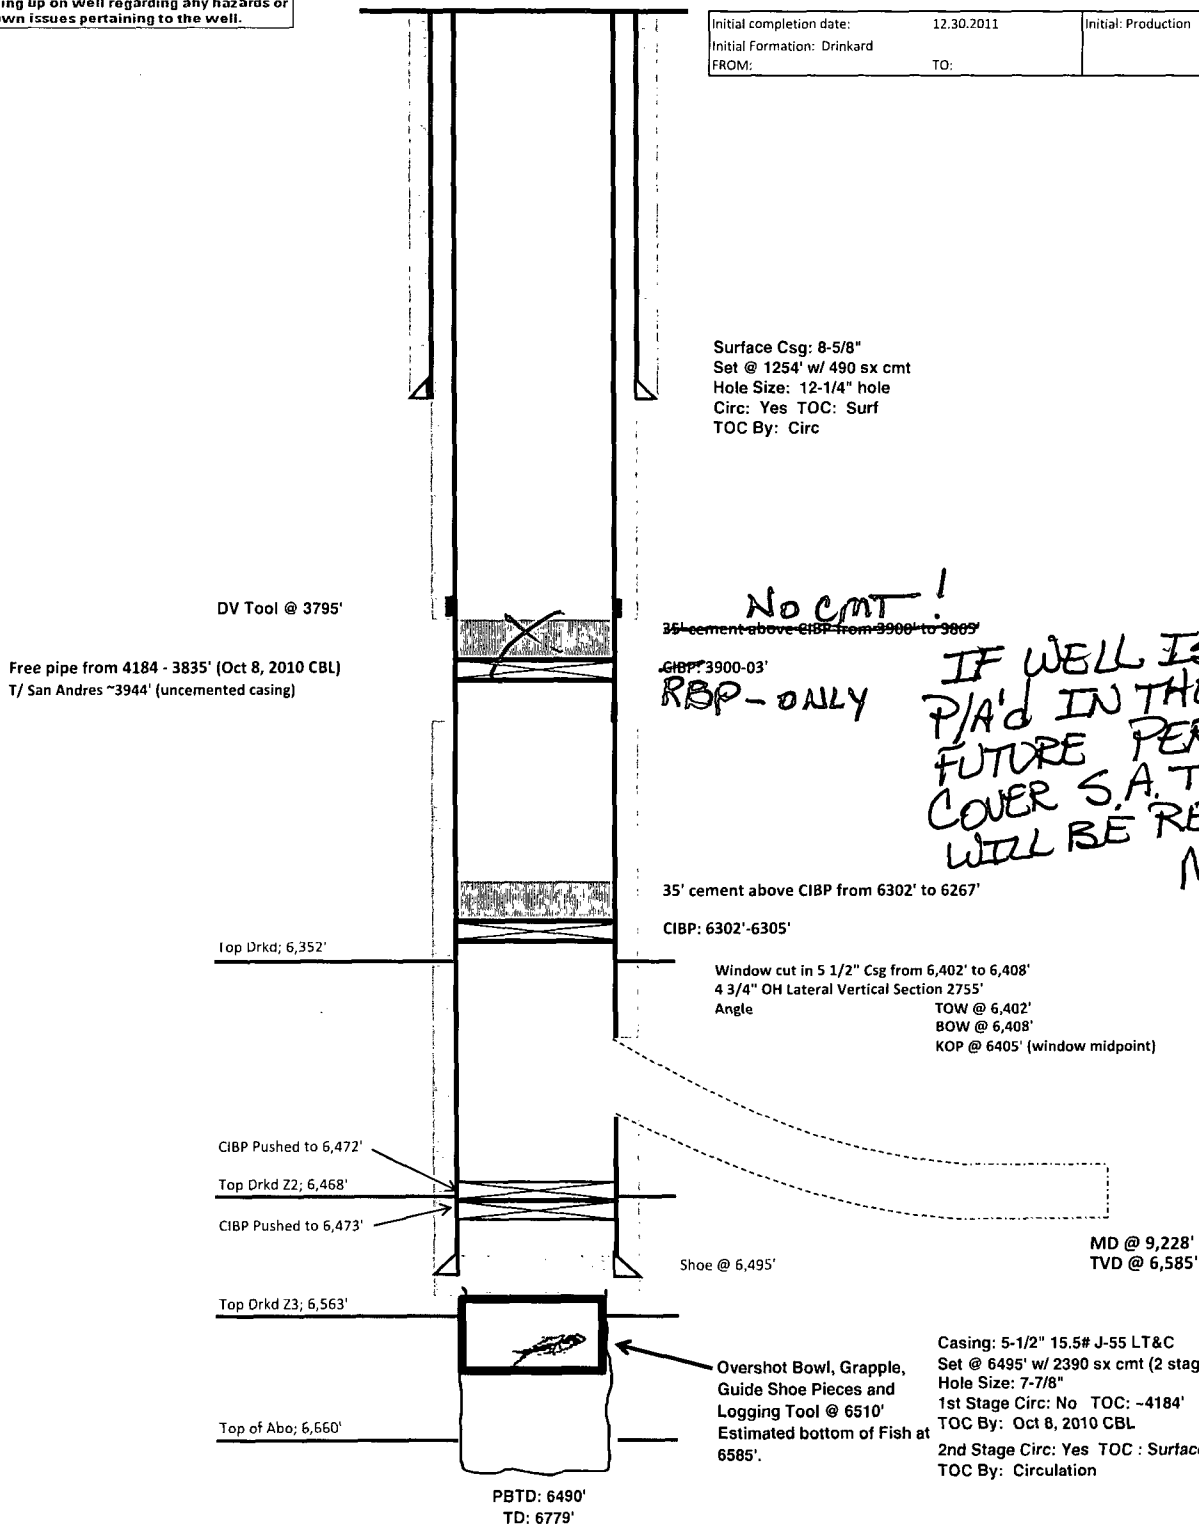 ing up on well regarding any hazards or
own issues pertaining to the well.
Initial completion date: 12.30.2011 Initial: Production
Initial Formation: Drinkard
FROM: TO:
Surface Csg: 8-5/8"
Set @ 1254' w/ 490 sx cmt
Hole Size: 12-1/4" hole
Circ: Yes TOC: Surf
TOC By: Circ
DV Tool @ 3795'
No CMT !
35' cement above CIBP from 3900' to 3865'
Free pipe from 4184 - 3835' (Oct 8, 2010 CBL)
T/ San Andres ~3944' (uncemented casing)
CIBP: 3900-03'
RBP - ONLY
IF WELL IS
P/A'd IN TH
FUTURE PER
COVER S.A. T
WILL BE RE
N
35' cement above CIBP from 6302' to 6267'
CIBP: 6302'-6305'
Top Drkd; 6,352'
Window cut in 5 1/2" Csg from 6,402' to 6,408'
4 3/4" OH Lateral Vertical Section 2755'
Angle TOW @ 6,402'
BOW @ 6,408'
KOP @ 6405' (window midpoint)
CIBP Pushed to 6,472'
Top Drkd Z2; 6,468'
CIBP Pushed to 6,473'
MD @ 9,228'
TVD @ 6,585'
Shoe @ 6,495'
Top Drkd Z3; 6,563'
Overshot Bowl, Grapple,
Guide Shoe Pieces and
Logging Tool @ 6510'
Estimated bottom of Fish at
6585'.
Casing: 5-1/2" 15.5# J-55 LT&C
Set @ 6495' w/ 2390 sx cmt (2 stag
Hole Size: 7-7/8"
1st Stage Circ: No TOC: ~4184'
TOC By: Oct 8, 2010 CBL
2nd Stage Circ: Yes TOC : Surface
TOC By: Circulation
Top of Abo; 6,660'
PBTD: 6490'
TD: 6779'